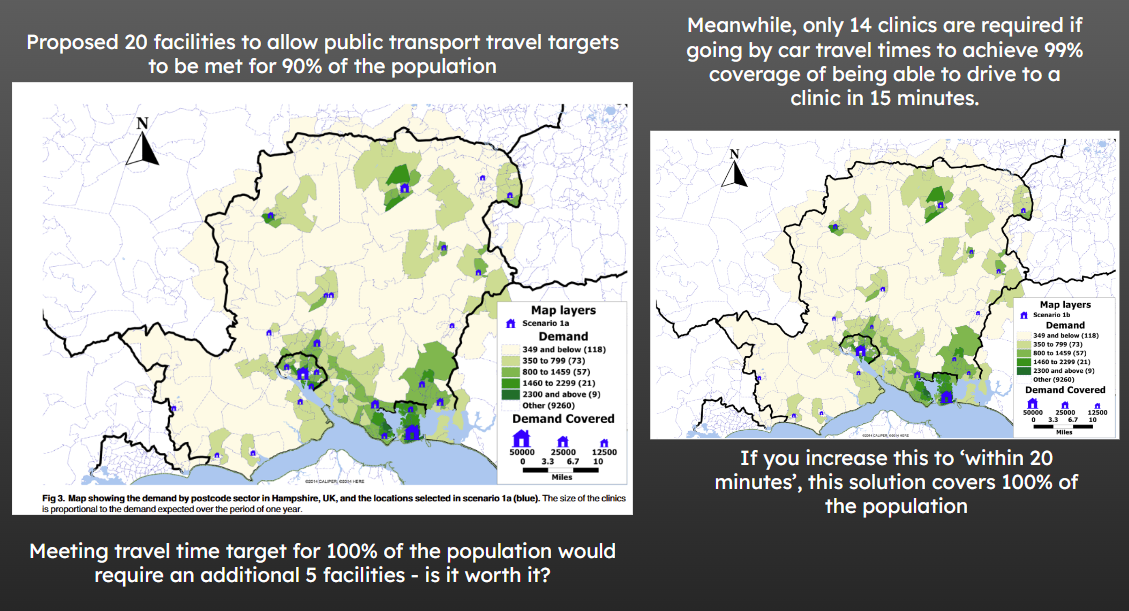 Proposed 20 facilities to allow public transport travel targets
to be met for 90% of the population
N
Map layers
Scenario 1a
Demand
349 and below (118)
350 to 799 (73)
800 to 1459 (57)
1460 to 2299 (21)
2300 and above (9)
Other (9260)
Demand Covered
50000 25000 12500
0 3.3 6.7 10
Miles
©2014 CALIPER; ©2014 HERE
Fig 3. Map showing the demand by postcode sector in Hampshire, UK, and the locations selected in scenario 1a (blue). The size of the clinics
is proportional to the demand expected over the period of one year.
Meeting travel time target for 100% of the population would
require an additional 5 facilities - is it worth it?
Meanwhile, only 14 clinics are required if
going by car travel times to achieve 99%
coverage of being able to drive to a
clinic in 15 minutes.
N
Map layers
Scenario 1b
Demand
349 and below (118)
350 to 799 (73)
800 to 1459 (57)
1460 to 2299 (21)
2300 and above (9)
Other (9260)
Demand Covered
50000 25000 12500
0 3.3 6.7 10
Miles
©2014 CALIPER; ©2014 HERE
If you increase this to ‘within 20
minutes’, this solution covers 100% of
the population